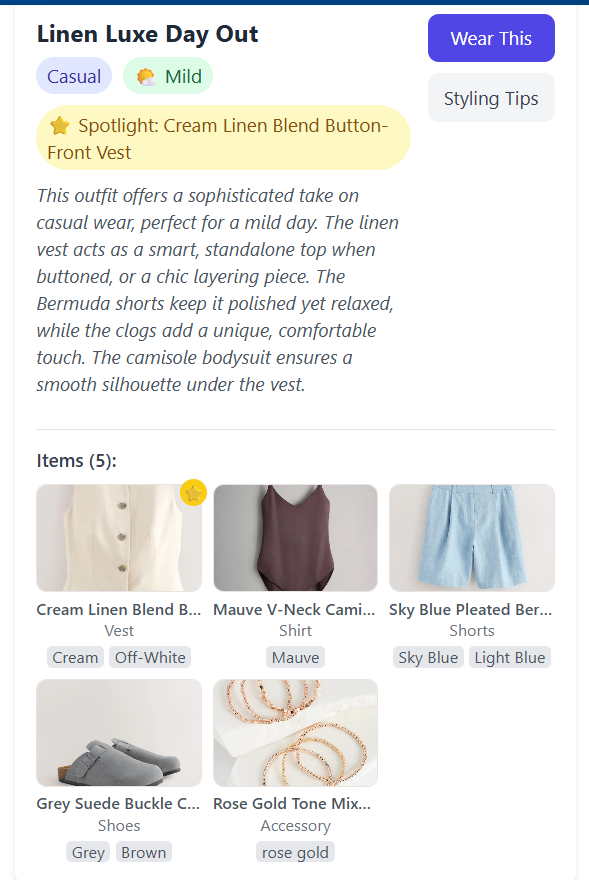 Linen Luxe Day Out
Wear This
Casual
Mild
Styling Tips
Spotlight: Cream Linen Blend Button-
Front Vest
This outfit offers a sophisticated take on
casual wear, perfect for a mild day. The linen
vest acts as a smart, standalone top when
buttoned, or a chic layering piece. The
Bermuda shorts keep it polished yet relaxed,
while the clogs add a unique, comfortable
touch. The camisole bodysuit ensures a
smooth silhouette under the vest.
Items (5):
Cream Linen Blend B...
Vest
Cream Off-White
Mauve V-Neck Cami...
Shirt
Mauve
Sky Blue Pleated Ber...
Shorts
Sky Blue Light Blue
Grey Suede Buckle C...
Shoes
Grey Brown
Rose Gold Tone Mix...
Accessory
rose gold